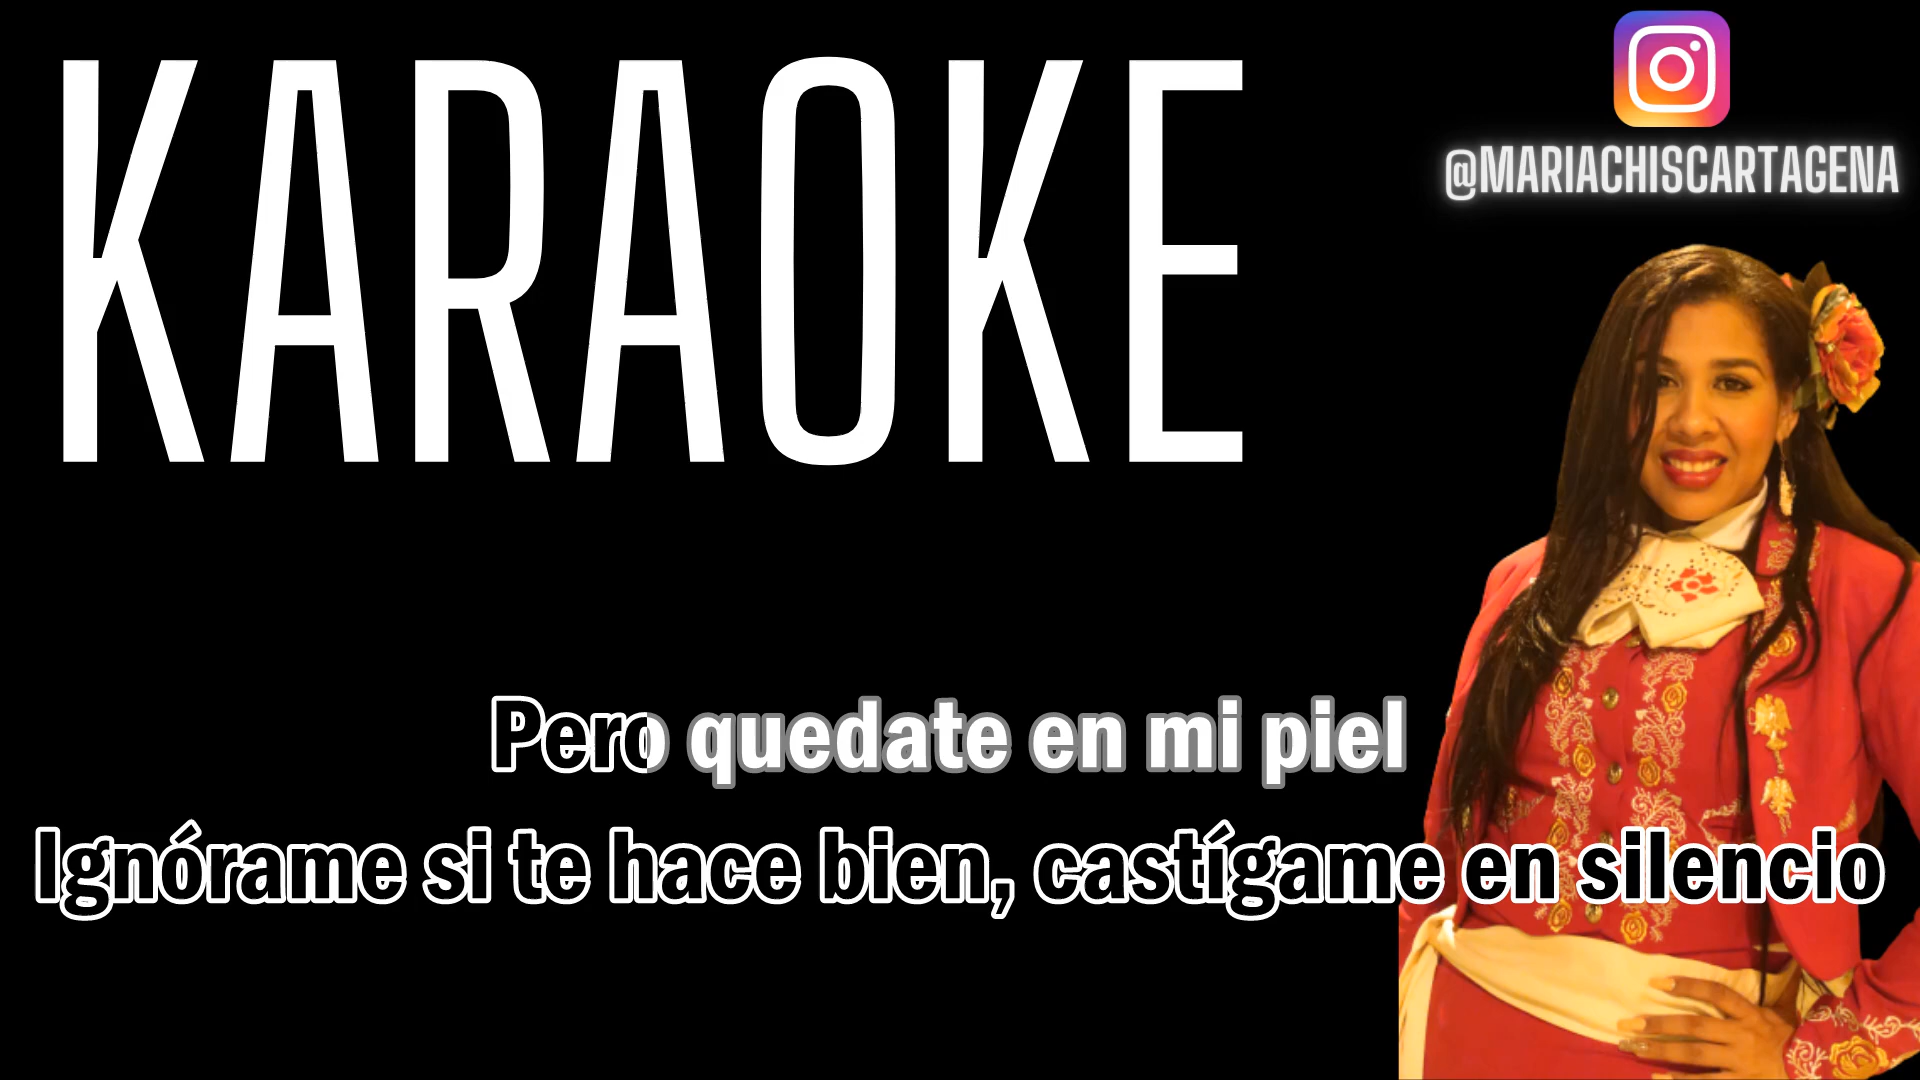 KARAOKE
@MARIACHISCARTAGENA
Pero quedate en mi piel
Ignórame si te hace bien, castígame en silencio